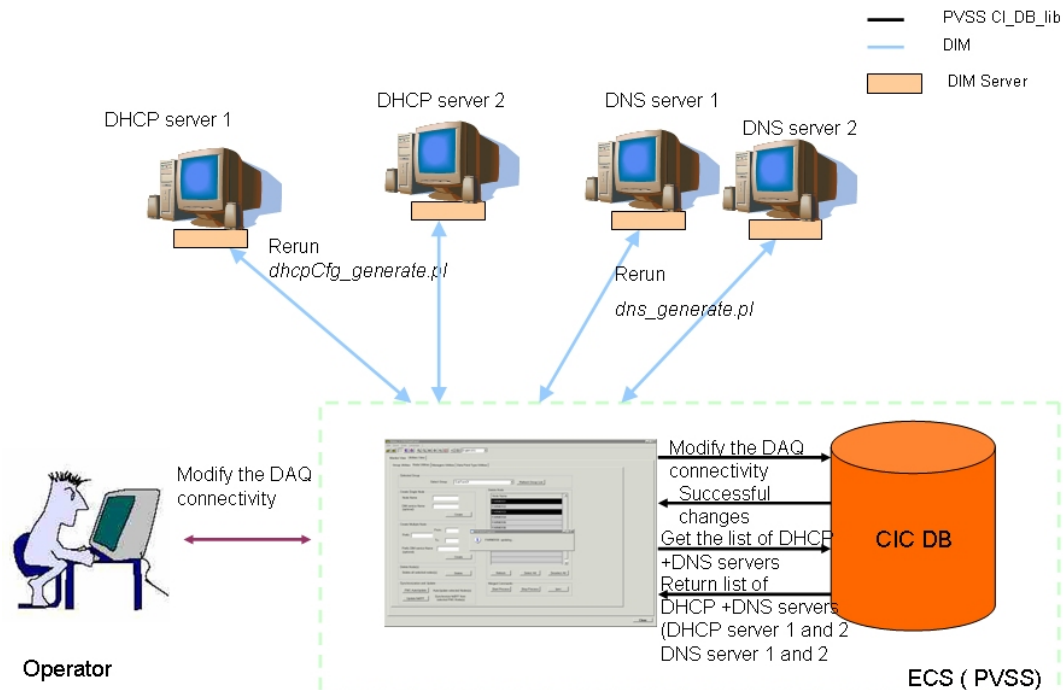 PVSS CI_DB_lib
DIM
DIM Server
DHCP server 1
DHCP server 2
DNS server 1
DNS server 2
Rerun
dhcpCfg_generate.pl
Rerun
dns_generate.pl
Modify the DAQ
connectivity
Modify the DAQ
connectivity
Successful
changes
Get the list of DHCP
+DNS servers
Return list of
DHCP +DNS servers
(DHCP server 1 and 2
DNS server 1 and 2
CIC DB
Operator
ECS ( PVSS)